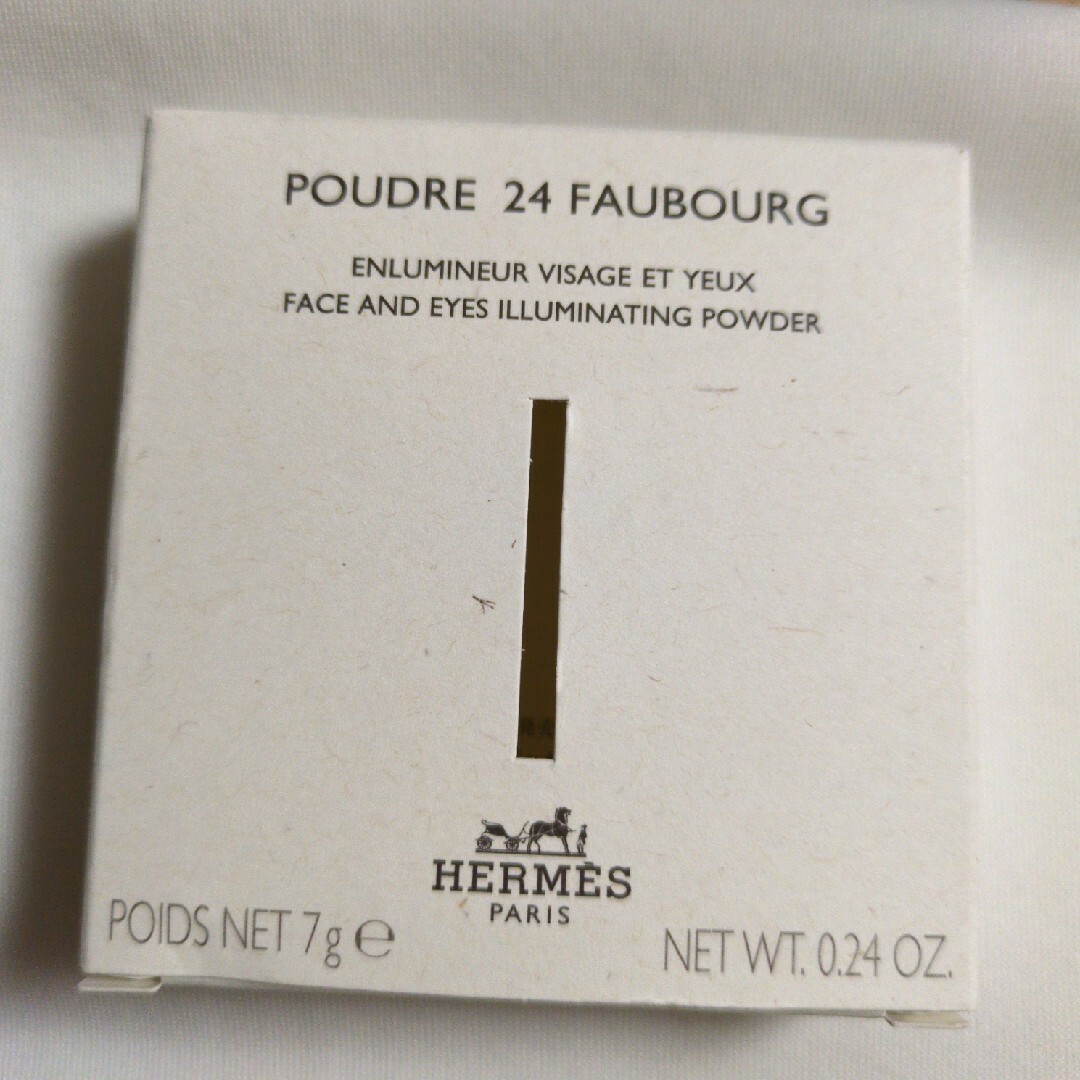 POUDRE 24 FAUBOURG
ENLUMINEUR VISAGE ET YEUX
FACE AND EYES ILLUMINATING POWDER
HERMÈS
PARIS
POIDS NET 7g ℮
NET WT. 0.24 OZ.